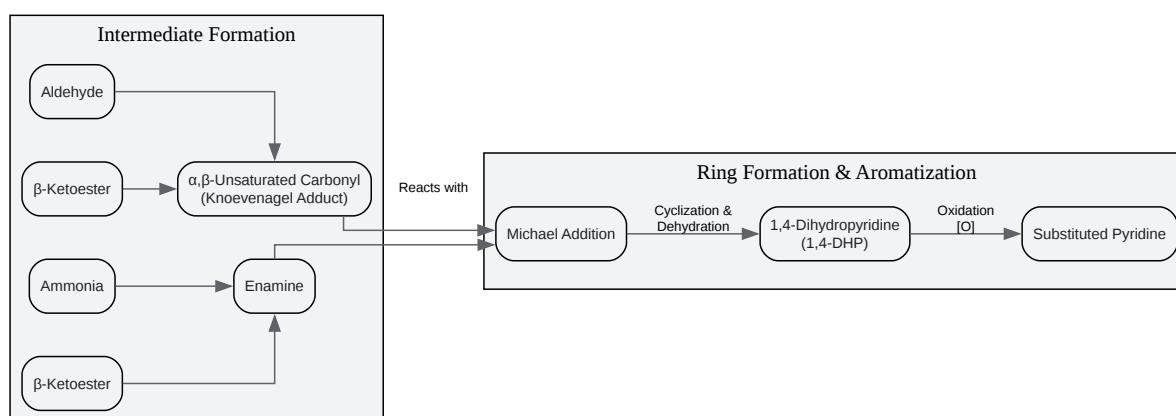 Intermediate Formation
Aldehyde
β-Ketoester
α,β-Unsaturated Carbonyl
(Knoevenagel Adduct)
Ammonia
Enamine
β-Ketoester
Reacts with
Ring Formation & Aromatization
Michael Addition
Cyclization &
Dehydration
1,4-Dihydropyridine
(1,4-DHP)
Oxidation
[O]
Substituted Pyridine